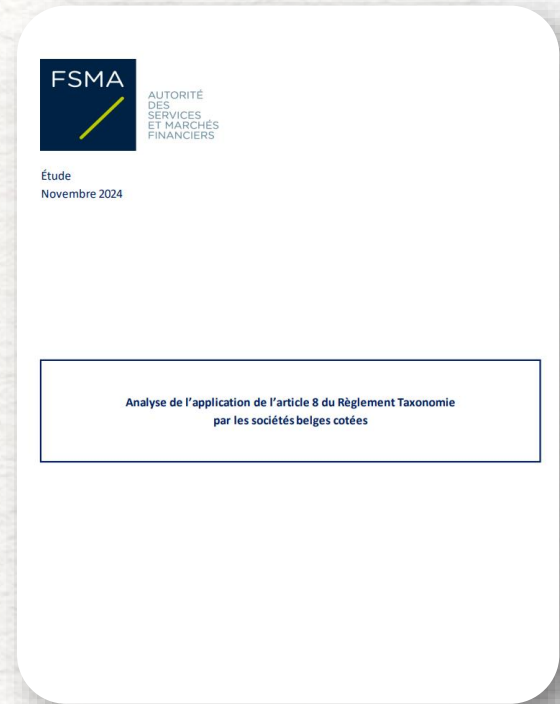 FSMA
AUTORITÉ
DES
SERVICES
ET MARCHÉS
FINANCIERS
Étude
Novembre 2024
Analyse de l'application de l'article 8 du Règlement Taxonomie
par les sociétés belges cotées